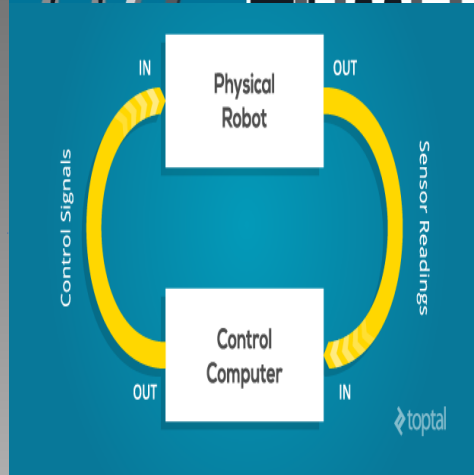 IN
OUT
Physical
Robot
Control Signals
Sensor Readings
Control
Computer
OUT
IN
toptal